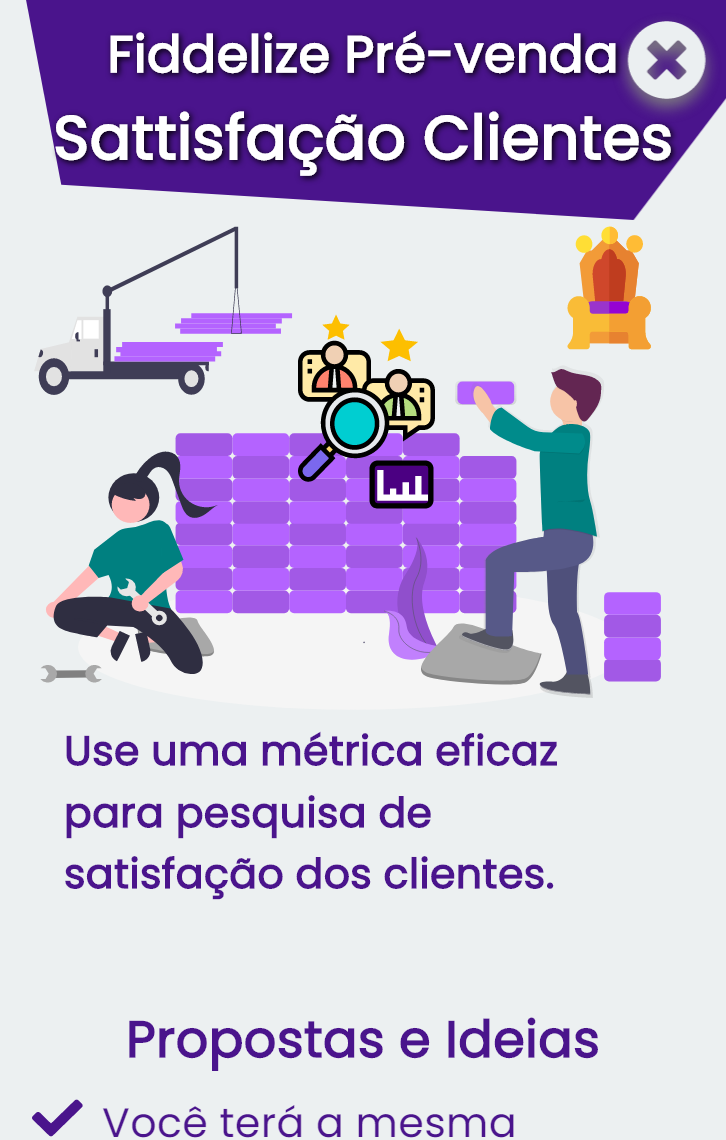 Fiddelize Pré-venda
Sattisfação Clientes
Use uma métrica eficaz
para pesquisa de
satisfação dos clientes.
Propostas e Ideias
Você terá a mesma